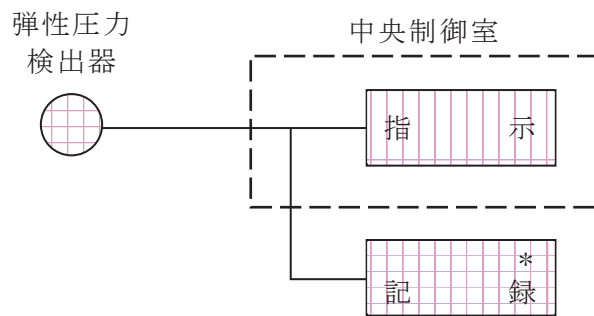 弾性圧力
検出器
中央制御室
指 示
*
記 録